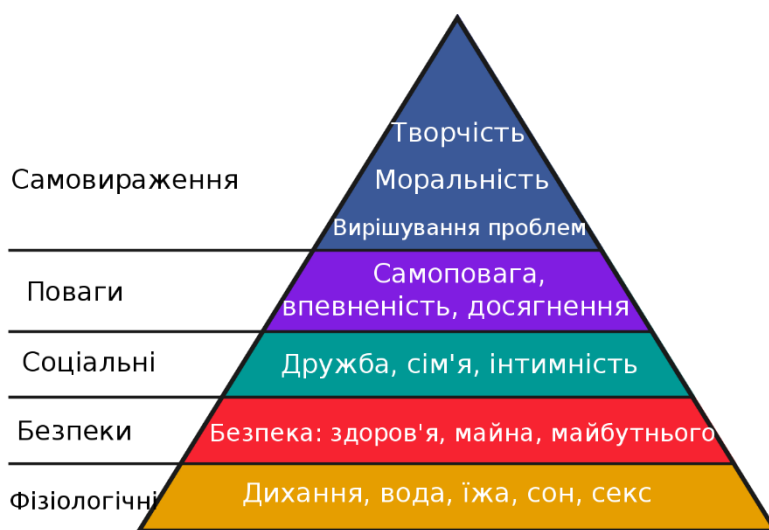 Творчість
Самовираження
Моральність
Вирішування проблем
Поваги
Самоповага,
впевненість, досягнення
Соціальні
Дружба, сім'я, інтимність
Безпеки
Безпека: здоров'я, майна, майбутнього
Фізіологічні
Дихання, вода, їжа, сон, секс